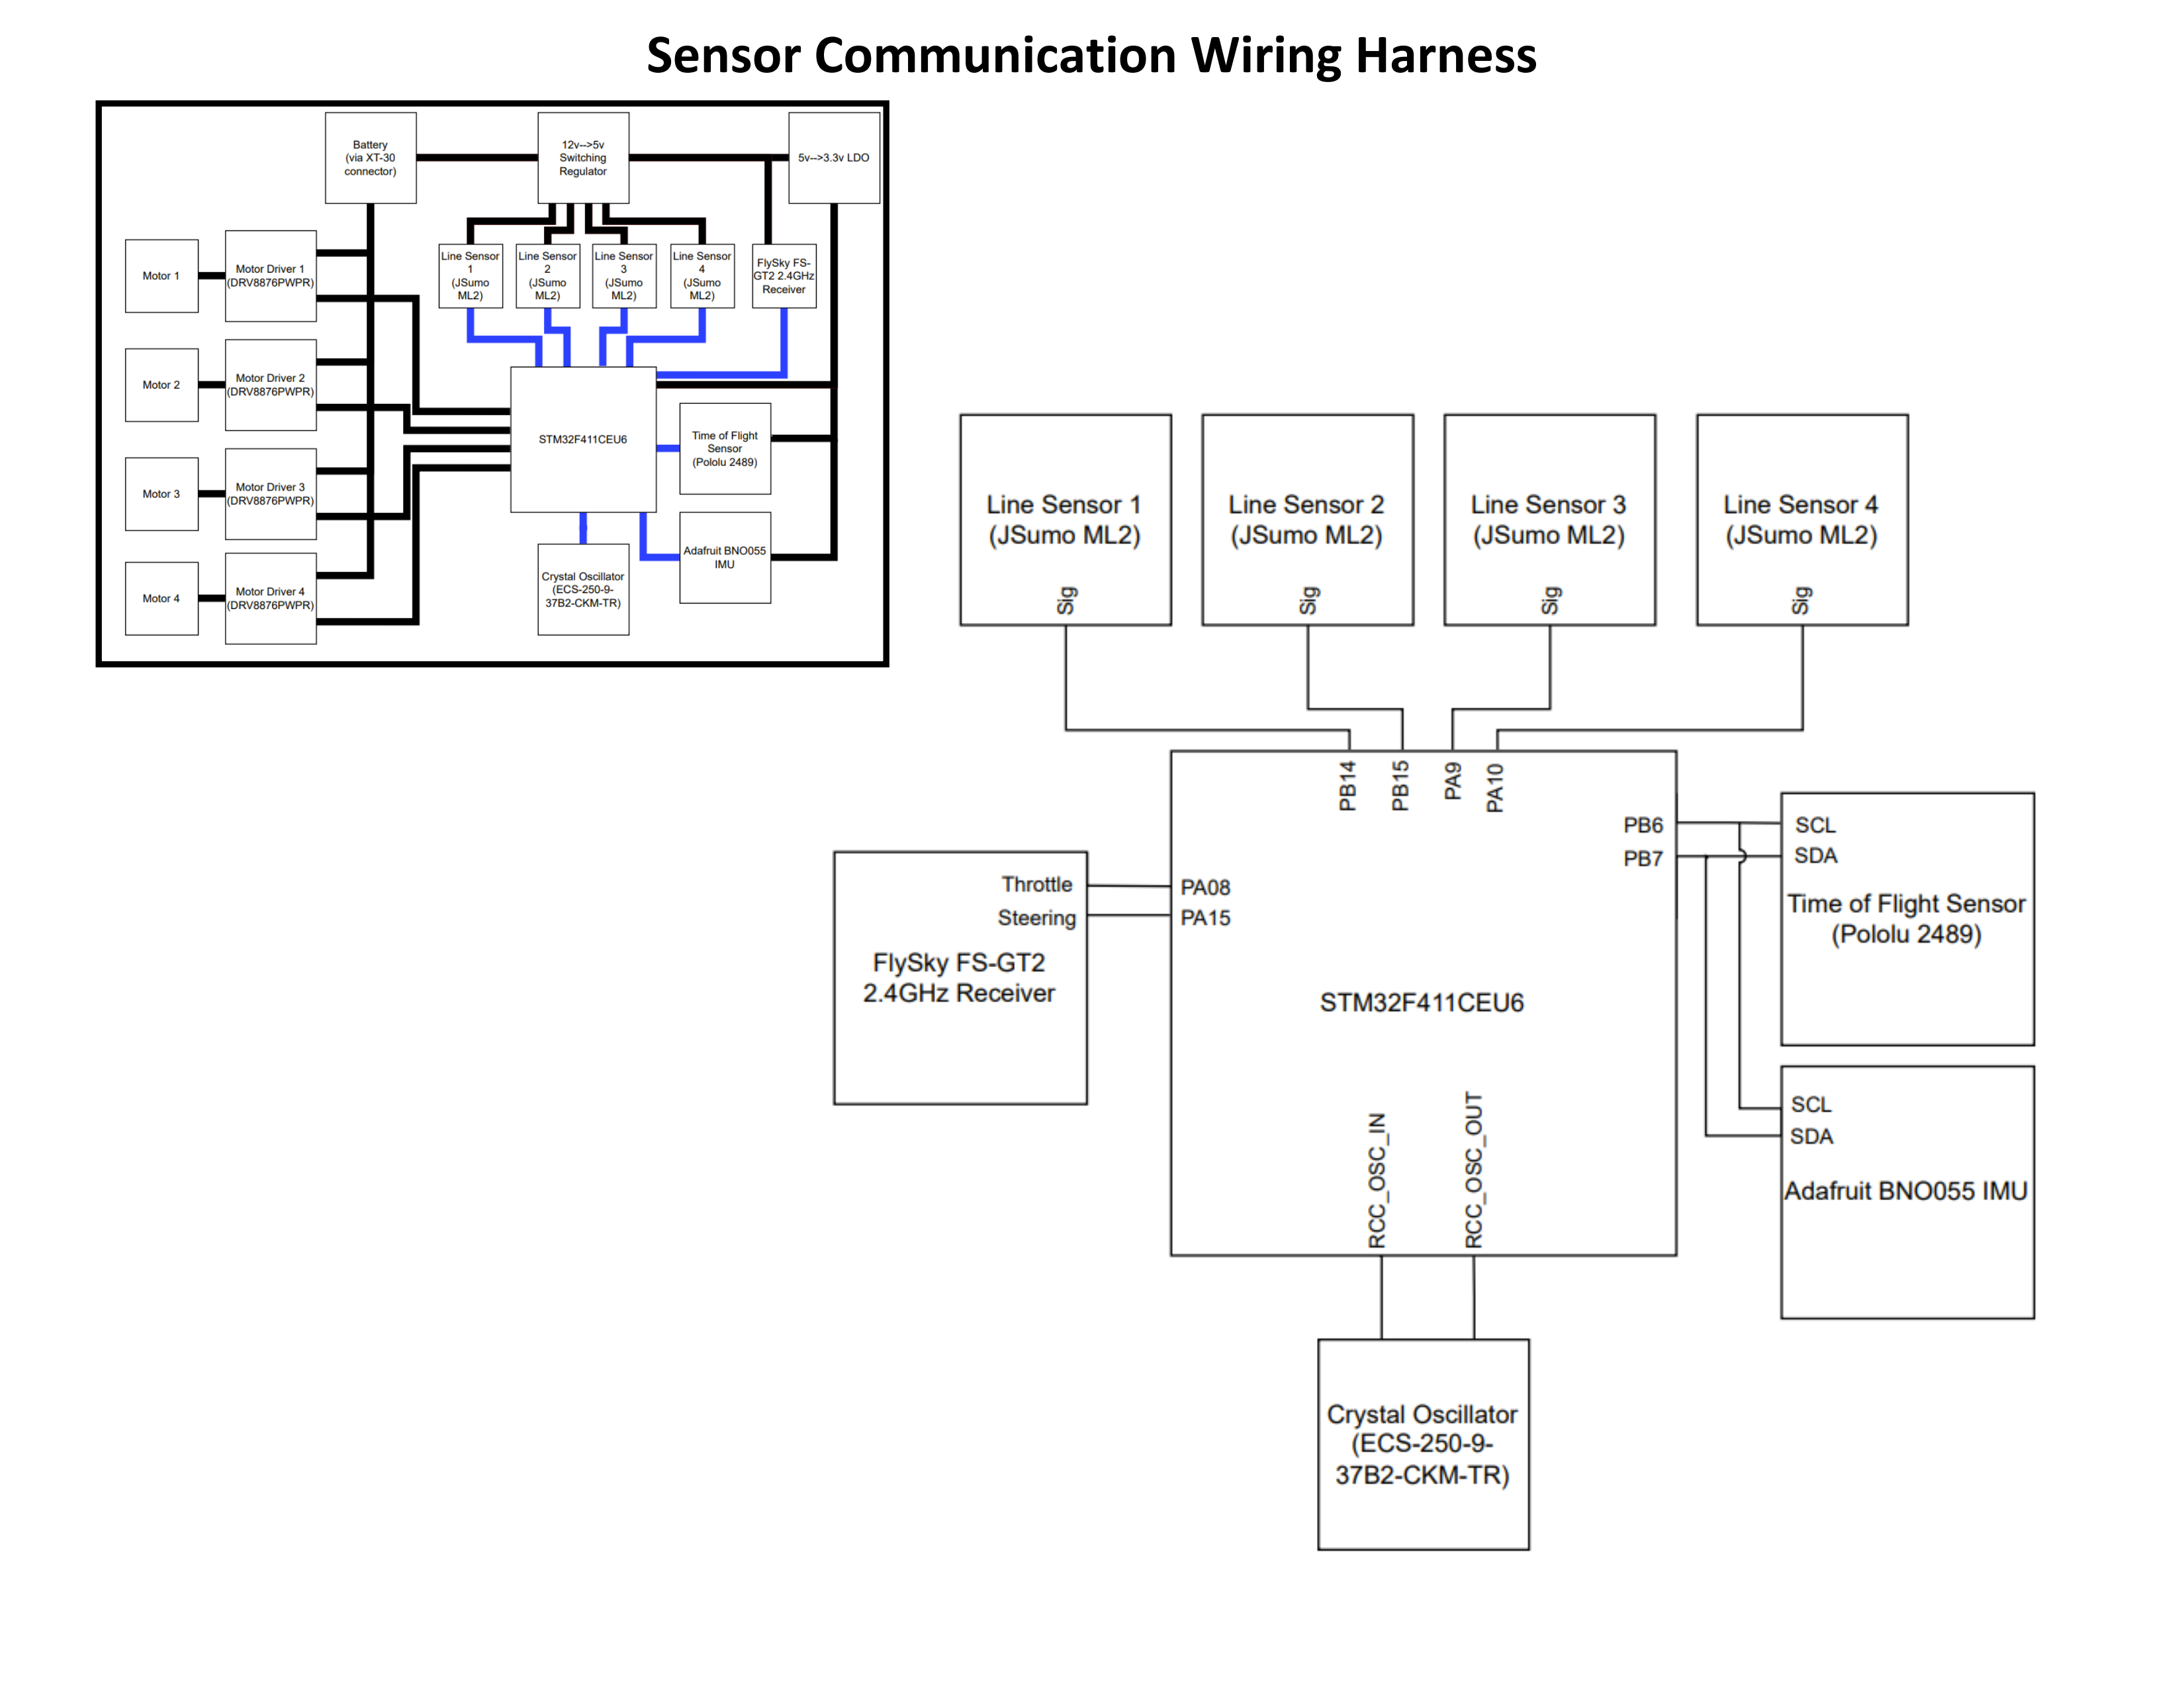 Sensor Communication Wiring Harness
Battery
(via XT-30
connector)
12v-->5v
Switching
Regulator
5v-->3.3v LDO
Motor 1
Motor Driver 1
(DRV8876PWPR)
Line Sensor
1
(JSumo
ML2)
Line Sensor
2
(JSumo
ML2)
Line Sensor
3
(JSumo
ML2)
Line Sensor
4
(JSumo
ML2)
FlySky FS-
GT2 2.4GHz
Receiver
Motor 2
Motor Driver 2
(DRV8876PWPR)
STM32F411CEU6
Time of Flight
Sensor
(Pololu 2489)
Motor 3
Motor Driver 3
(DRV8876PWPR)
Adafruit BNO055
IMU
Motor 4
Motor Driver 4
(DRV8876PWPR)
Crystal Oscillator
(ECS-250-9-
37B2-CKM-TR)
Line Sensor 1
(JSumo ML2)
Sig
Line Sensor 2
(JSumo ML2)
Sig
Line Sensor 3
(JSumo ML2)
Sig
Line Sensor 4
(JSumo ML2)
Sig
PB14
PB15
PA9
PA10
PB6
PB7
SCL
SDA
Time of Flight Sensor
(Pololu 2489)
Throttle
Steering
FlySky FS-GT2
2.4GHz Receiver
PA08
PA15
STM32F411CEU6
SCL
SDA
Adafruit BNO055 IMU
RCC_OSC_IN
RCC_OSC_OUT
Crystal Oscillator
(ECS-250-9-
37B2-CKM-TR)